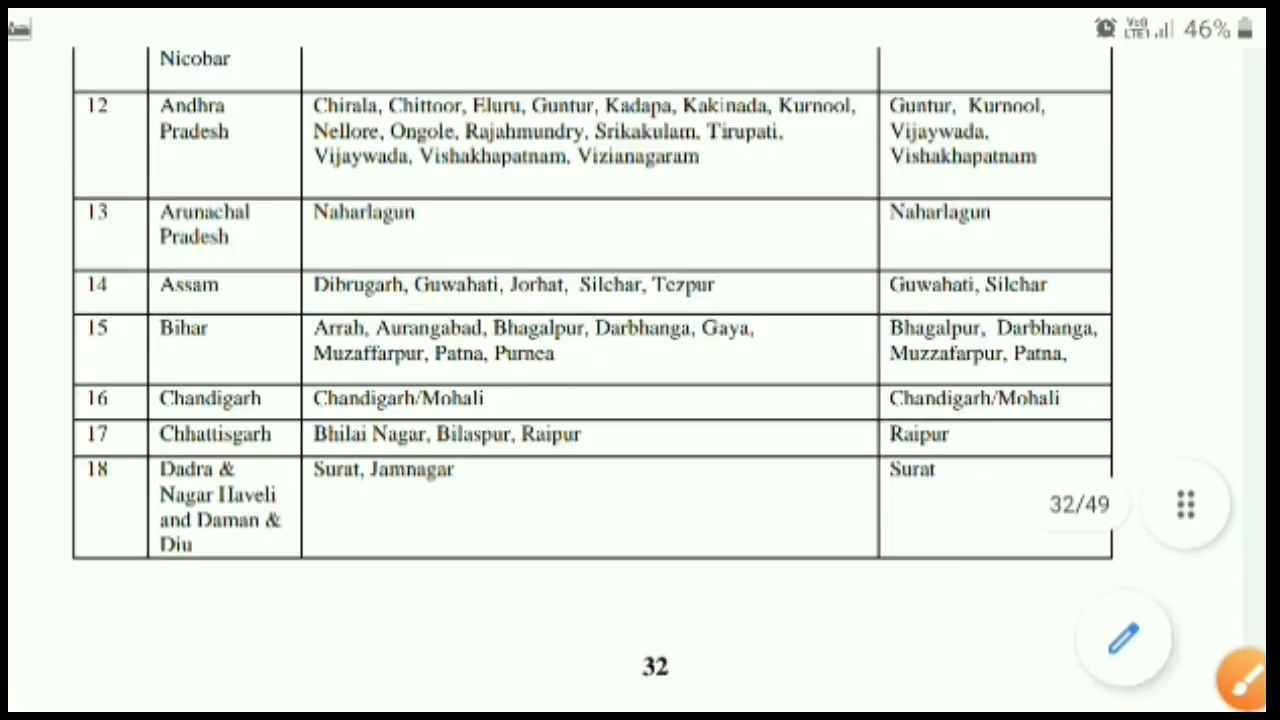 Voo LTE1 46%
Nicobar
12 Andhra Pradesh Chirala, Chittoor, Eluru, Guntur, Kadapa, Kakinada, Kurnool, Guntur, Kurnool,
Nellore, Ongole, Rajahmundry, Srikakulam, Tirupati, Vijaywada,
Vijaywada, Vishakhapatnam, Vizianagaram Vishakhapatnam
13 Arunachal Naharlagun Naharlagun
Pradesh
14 Assam Dibrugarh, Guwahati, Jorhat, Silchar, Tezpur Guwahati, Silchar
15 Bihar Arrah, Aurangabad, Bhagalpur, Darbhanga, Gaya, Bhagalpur, Darbhanga,
Muzaffarpur, Patna, Purnea Muzzafarpur, Patna,
16 Chandigarh Chandigarh/Mohali Chandigarh/Mohali
17 Chhattisgarh Bhilai Nagar, Bilaspur, Raipur Raipur
18 Dadra & Surat, Jamnagar Surat
Nagar Haveli
and Daman &
Diu
32/49
32